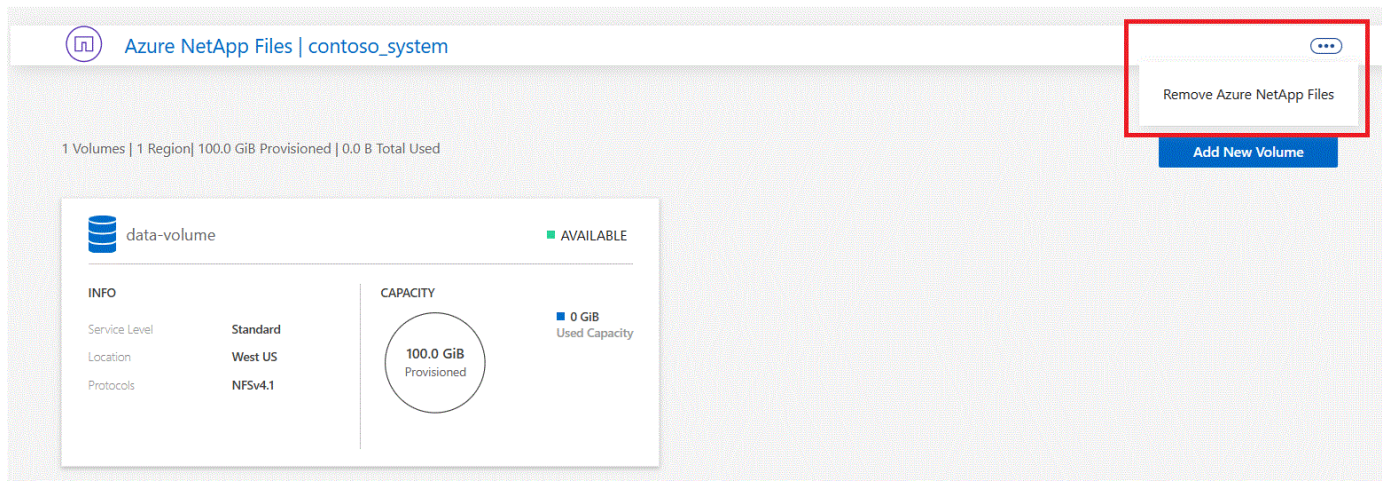 Azure NetApp Files | contoso_system
Remove Azure NetApp Files
1 Volumes | 1 Region| 100.0 GiB Provisioned | 0.0 B Total Used
Add New Volume
data-volume
AVAILABLE
INFO
Service Level Standard
Location West US
Protocols NFSv4.1
CAPACITY
100.0 GiB
Provisioned
0 GiB
Used Capacity